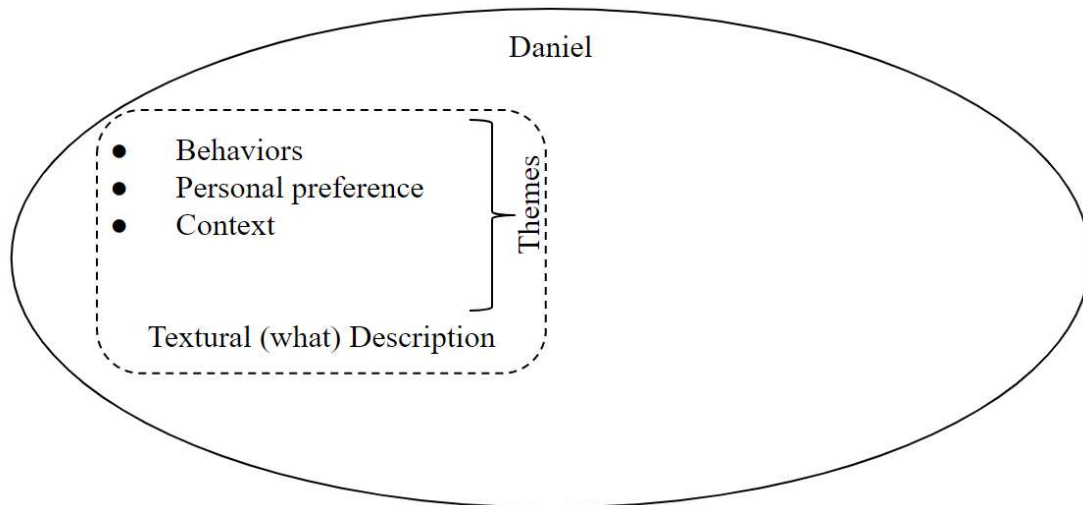 Daniel
● Behaviors
● Personal preference
● Context
Themes
Textural (what) Description